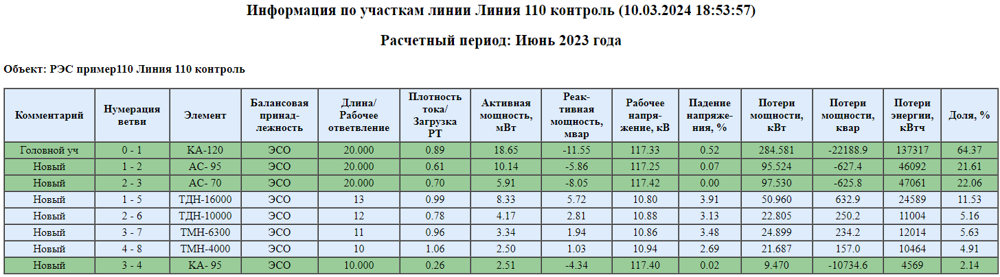 Информация по участкам линии Линия 110 контроль (10.03.2024 18:53:57)
Расчетный период: Июнь 2023 года
Объект: РЭС пример110 Линия 110 контроль
Комментарий Нумерация ветви Элемент Балансовая принад-лежность Длина/ Рабочее ответвление Плотность тока/ Загрузка РТ Активная мощность, мВт Реак-тивная мощность, мвар Рабочее напря-жение, кВ Падение напряже-ния, % Потери мощности, кВт Потери мощности, квар Потери энергии, кВтч Доля, %
Головной уч 0 - 1 КА-120 ЭСО 20.000 0.89 18.65 -11.55 117.33 0.52 284.581 -22188.9 137317 64.37
Новый 1 - 2 АС- 95 ЭСО 20.000 0.61 10.14 -5.86 117.25 0.07 95.524 -627.4 46092 21.61
Новый 2 - 3 АС- 70 ЭСО 20.000 0.70 5.91 -8.05 117.42 0.00 97.530 -625.8 47061 22.06
Новый 1 - 5 ТДН-16000 ЭСО 13 0.99 8.33 5.72 10.80 3.91 50.960 632.9 24589 11.53
Новый 2 - 6 ТДН-10000 ЭСО 12 0.78 4.17 2.81 10.88 3.13 22.805 250.2 11004 5.16
Новый 3 - 7 ТМН-6300 ЭСО 11 0.96 3.34 1.94 10.86 3.48 24.899 234.2 12014 5.63
Новый 4 - 8 ТМН-4000 ЭСО 10 1.06 2.50 1.03 10.94 2.69 21.687 157.0 10464 4.91
Новый 3 - 4 КА- 95 ЭСО 10.000 0.26 2.51 -4.34 117.40 0.02 9.470 -10734.6 4569 2.14